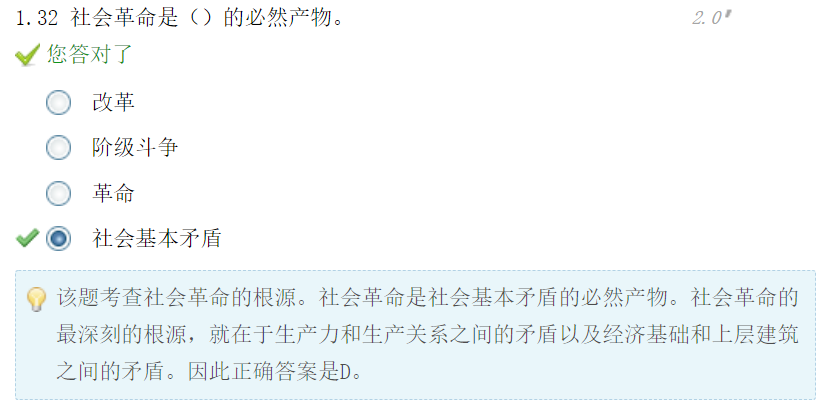 1.32 社会革命是（）的必然产物。 2.0'
您答对了
改革
阶级斗争
革命
社会基本矛盾
该题考查社会革命的根源。社会革命是社会基本矛盾的必然产物。社会革命的
最深刻的根源，就在于生产力和生产关系之间的矛盾以及经济基础和上层建筑
之间的矛盾。因此正确答案是D。